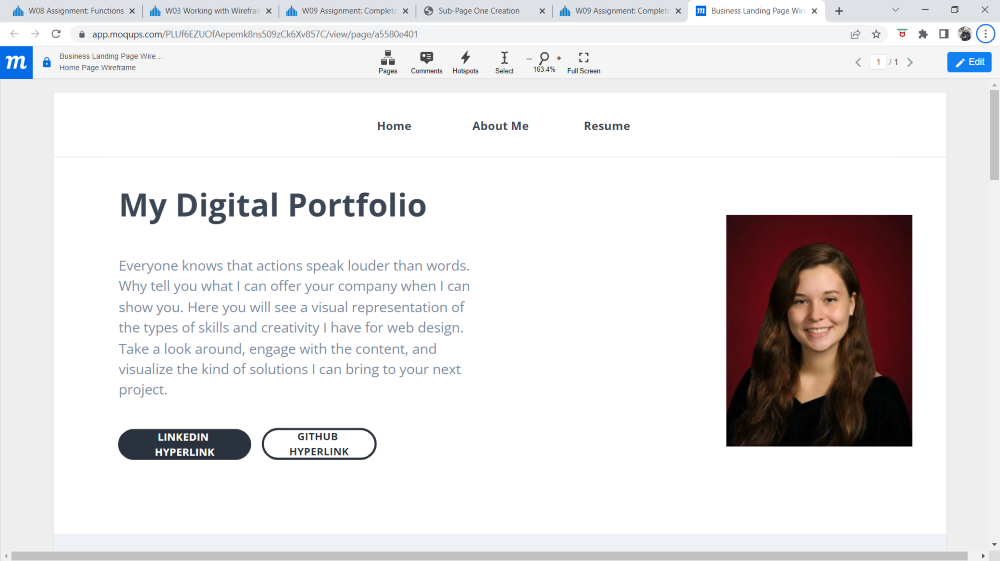 W08 Assignment: Functions
W03 Working with Wirefram
W09 Assignment: Complete
Sub-Page One Creation
W09 Assignment: Complete
Business Landing Page Wir
app.moqups.com/PLUf6EZUOfAepemk8ns509zCk6Xv857C/view/page/a5580e401
m
Business Landing Page Wire...
Home Page Wireframe
Pages
Comments
Hotspots
Select
163.4%
Full Screen
1 / 1
Edit
Home
About Me
Resume
My Digital Portfolio
Everyone knows that actions speak louder than words.
Why tell you what I can offer your company when I can
show you. Here you will see a visual representation of
the types of skills and creativity I have for web design.
Take a look around, engage with the content, and
visualize the kind of solutions I can bring to your next
project.
LINKEDIN
HYPERLINK
GITHUB
HYPERLINK